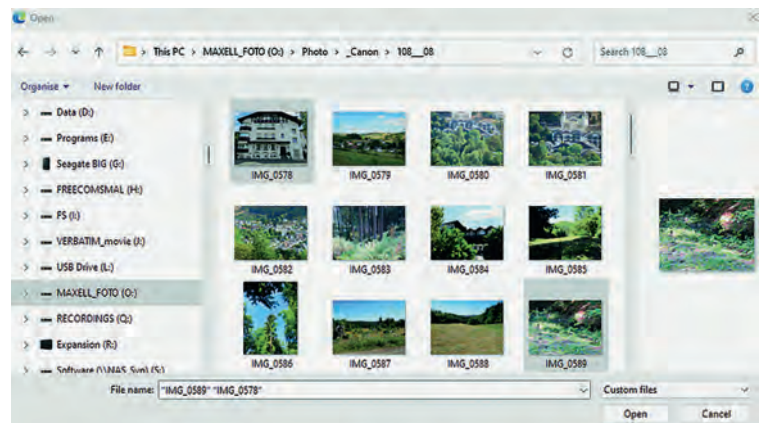 Open
This PC > MAXELL_FOTO (O:) > Photo > _Canon > 108__08
Search 108__08
Organise
New folder
Data (D:)
Programs (E:)
Seagate BIG (G:)
FREECOMSMAL (H:)
FS (I:)
VERBATIM_movie (J:)
USB Drive (L:)
MAXELL_FOTO (O:)
RECORDINGS (Q:)
Expansion (R:)
Software (\\NAS_Syn) (S:)
IMG_0578 IMG_0579 IMG_0580 IMG_0581
IMG_0582 IMG_0583 IMG_0584 IMG_0585
IMG_0586 IMG_0587 IMG_0588 IMG_0589
File name: "IMG_0589" "IMG_0578"
Custom files
Open Cancel